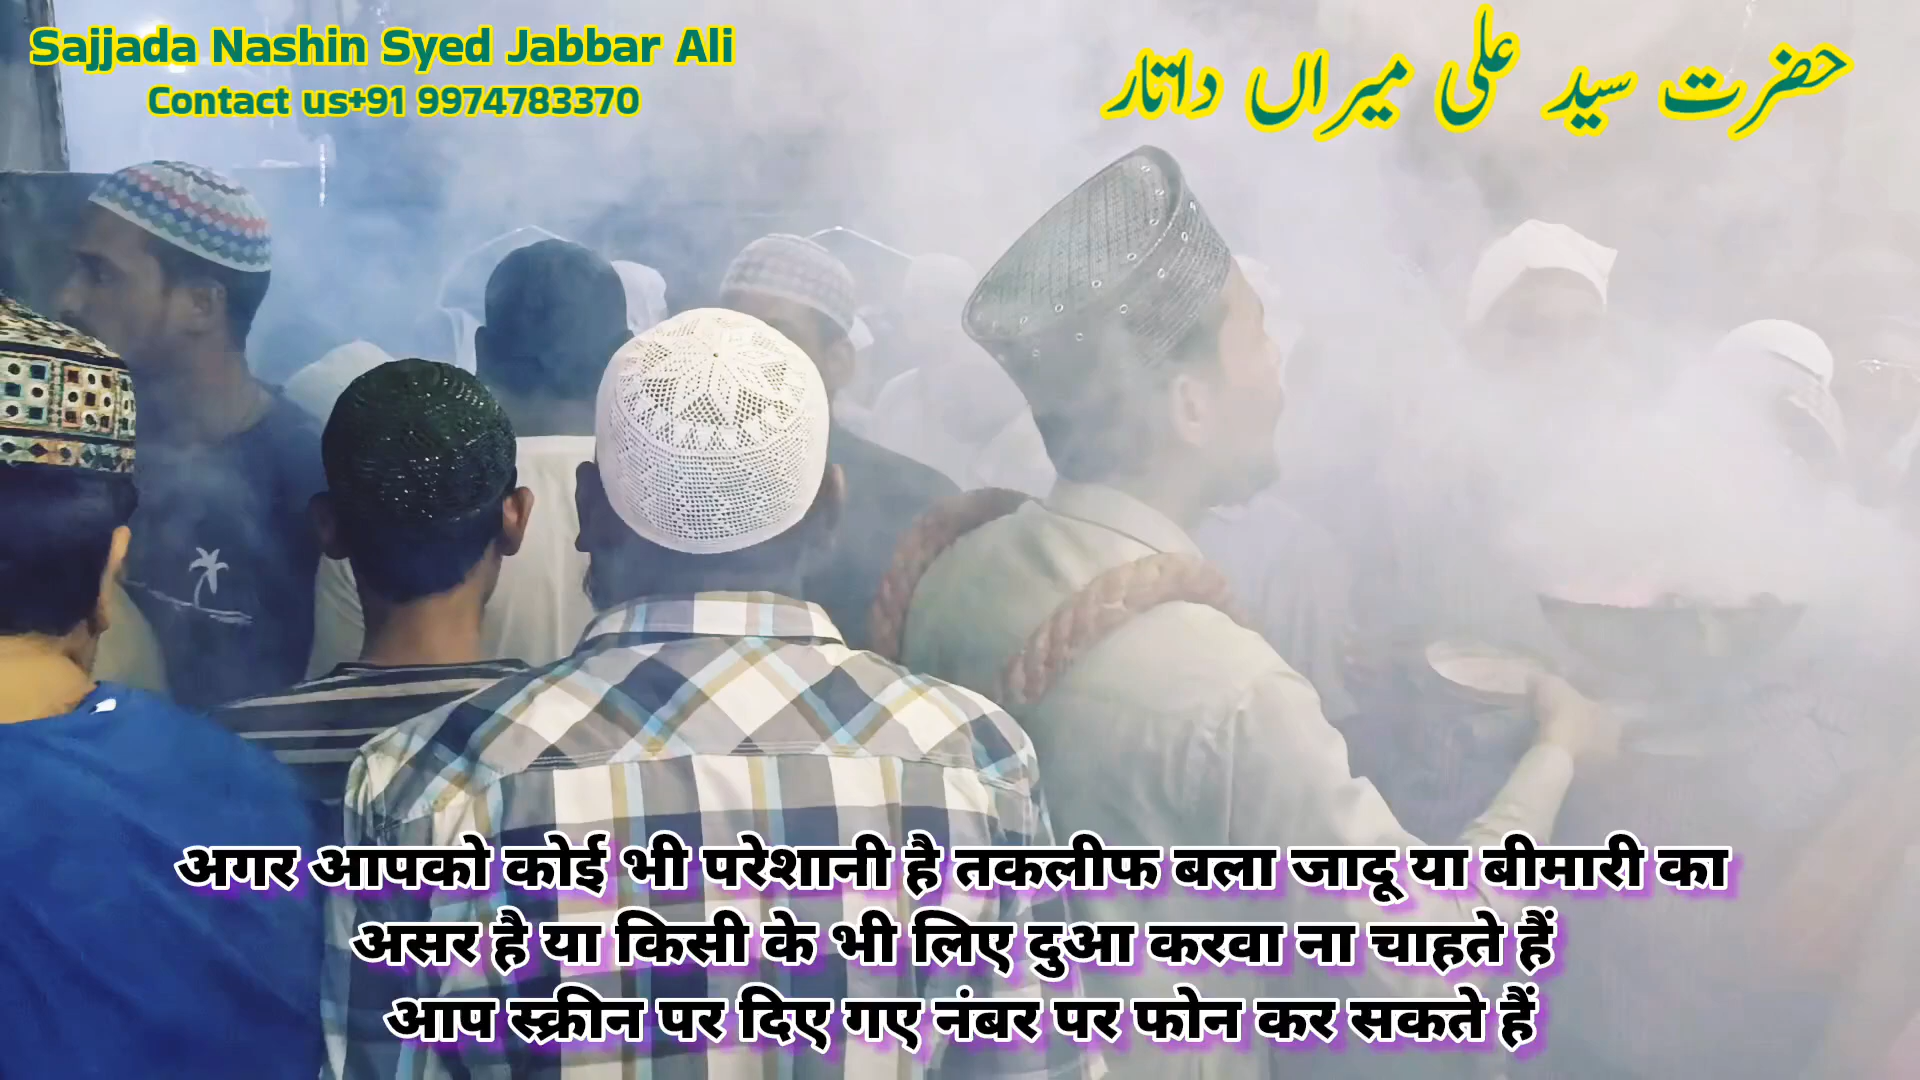 Sajjada Nashin Syed Jabbar Ali
Contact us+91 9974783370
حضرت سید علی میراں داتار
अगर आपको कोई भी परेशानी है तकलीफ बला जादू या बीमारी का
असर है या किसी के भी लिए दुआ करवा ना चाहते हैं
आप स्क्रीन पर दिए गए नंबर पर फोन कर सकते हैं